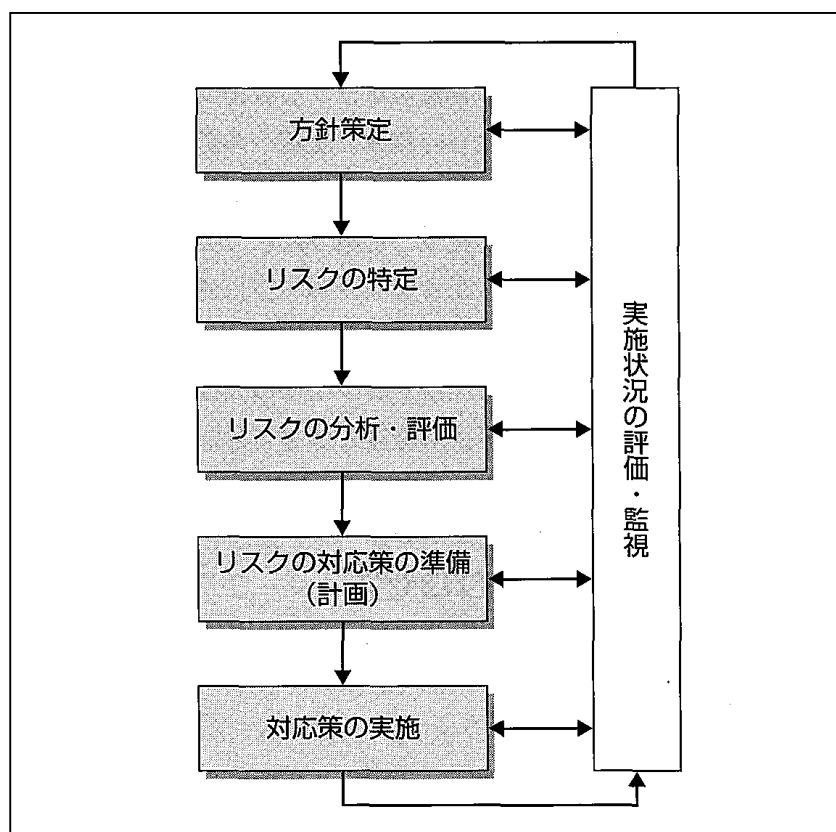 方針策定
リスクの特定
リスクの分析・評価
リスクの対応策の準備
(計画)
対応策の実施
実施状況の評価・監視